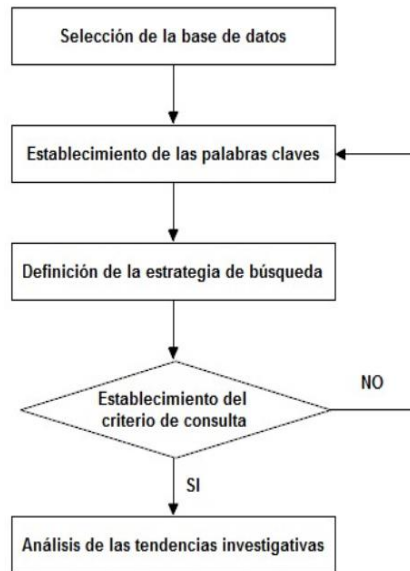 Selección de la base de datos
Establecimiento de las palabras claves
Definición de la estrategia de búsqueda
Establecimiento del
criterio de consulta
NO
SI
Análisis de las tendencias investigativas